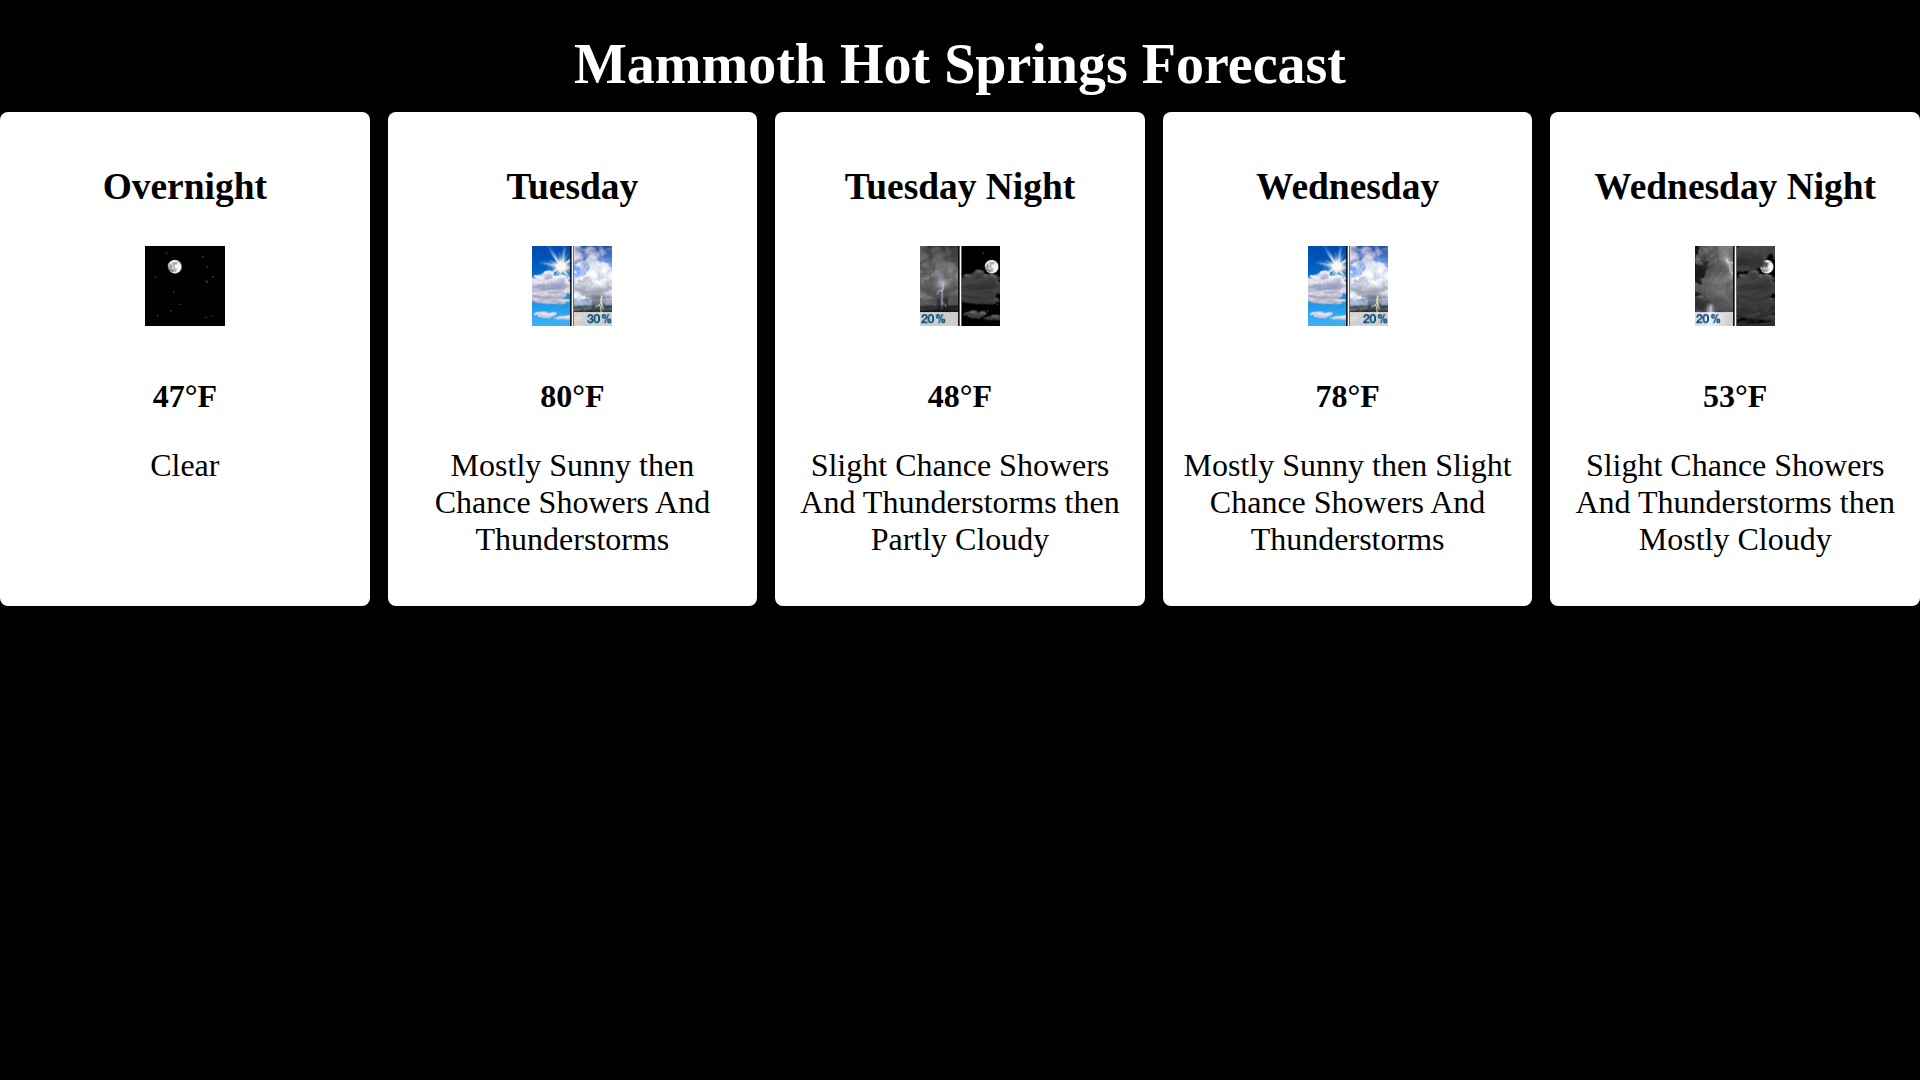 Mammoth Hot Springs Forecast
Overnight
47°F
Clear
Tuesday
30%
80°F
Mostly Sunny then
Chance Showers And
Thunderstorms
Tuesday Night
20%
48°F
Slight Chance Showers
And Thunderstorms then
Partly Cloudy
Wednesday
20%
78°F
Mostly Sunny then Slight
Chance Showers And
Thunderstorms
Wednesday Night
20%
53°F
Slight Chance Showers
And Thunderstorms then
Mostly Cloudy